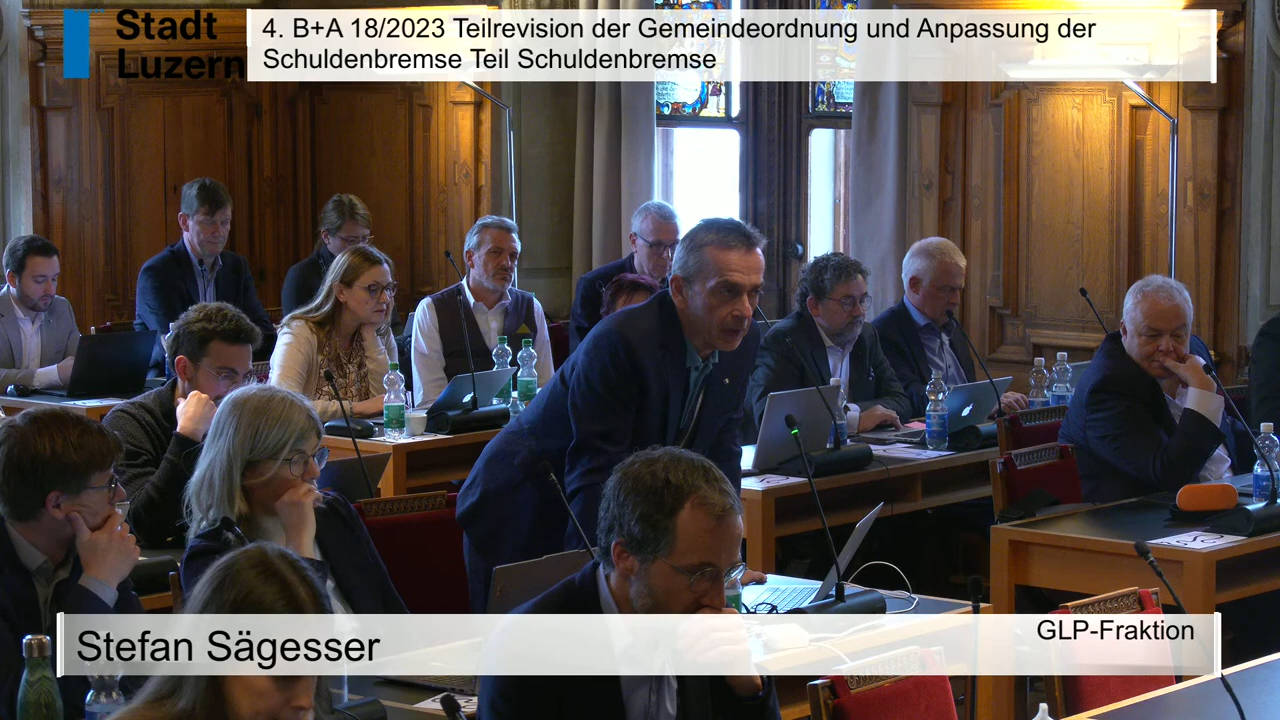 Stadt
Luzern
4. B+A 18/2023 Teilrevision der Gemeindeordnung und Anpassung der
Schuldenbremse Teil Schuldenbremse
Stefan Sägesser
GLP-Fraktion